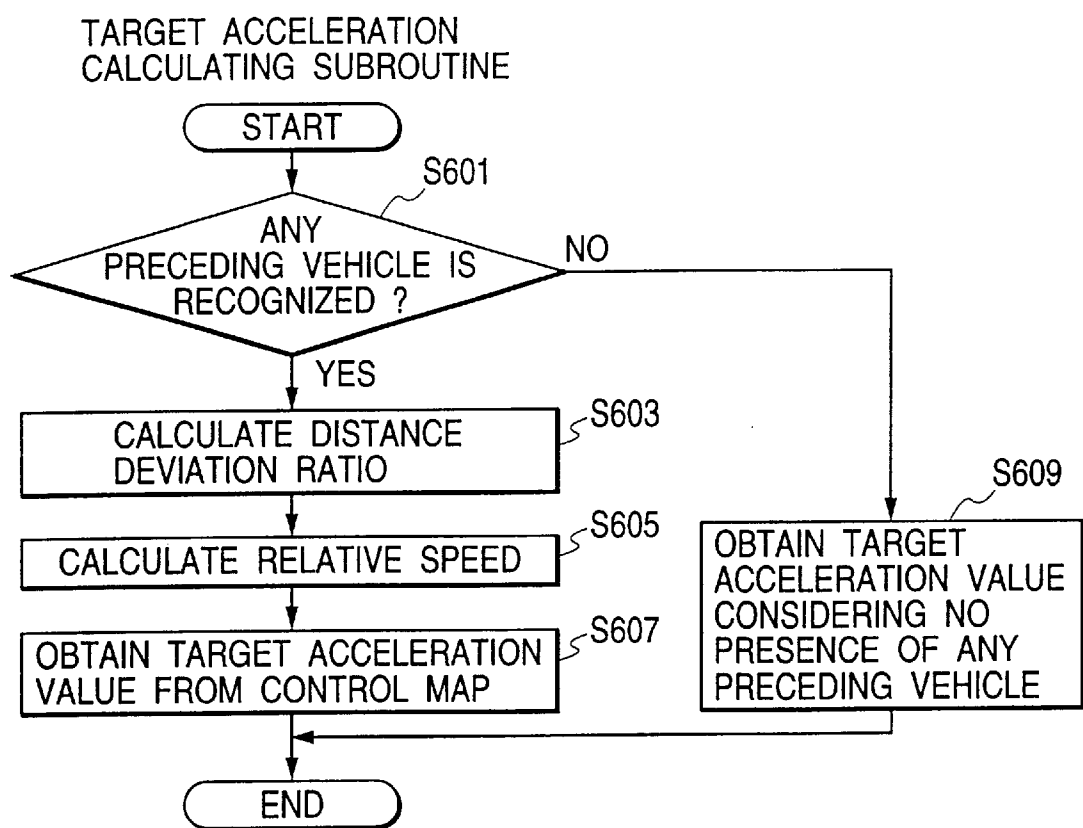 TARGET ACCELERATION
CALCULATING SUBROUTINE
START
S601
ANY
PRECEDING VEHICLE IS
RECOGNIZED ?
NO
YES
S603
CALCULATE DISTANCE
DEVIATION RATIO
S605
CALCULATE RELATIVE SPEED
S607
OBTAIN TARGET ACCELERATION
VALUE FROM CONTROL MAP
S609
OBTAIN TARGET
ACCELERATION VALUE
CONSIDERING NO
PRESENCE OF ANY
PRECEDING VEHICLE
END